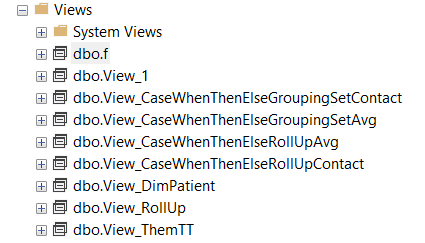 Views
System Views
dbo.f
dbo.View_1
dbo.View_CaseWhenThenElseGroupingSetContact
dbo.View_CaseWhenThenElseGroupingSetAvg
dbo.View_CaseWhenThenElseRollUpAvg
dbo.View_CaseWhenThenElseRollUpContact
dbo.View_DimPatient
dbo.View_RollUp
dbo.View_ThemTT